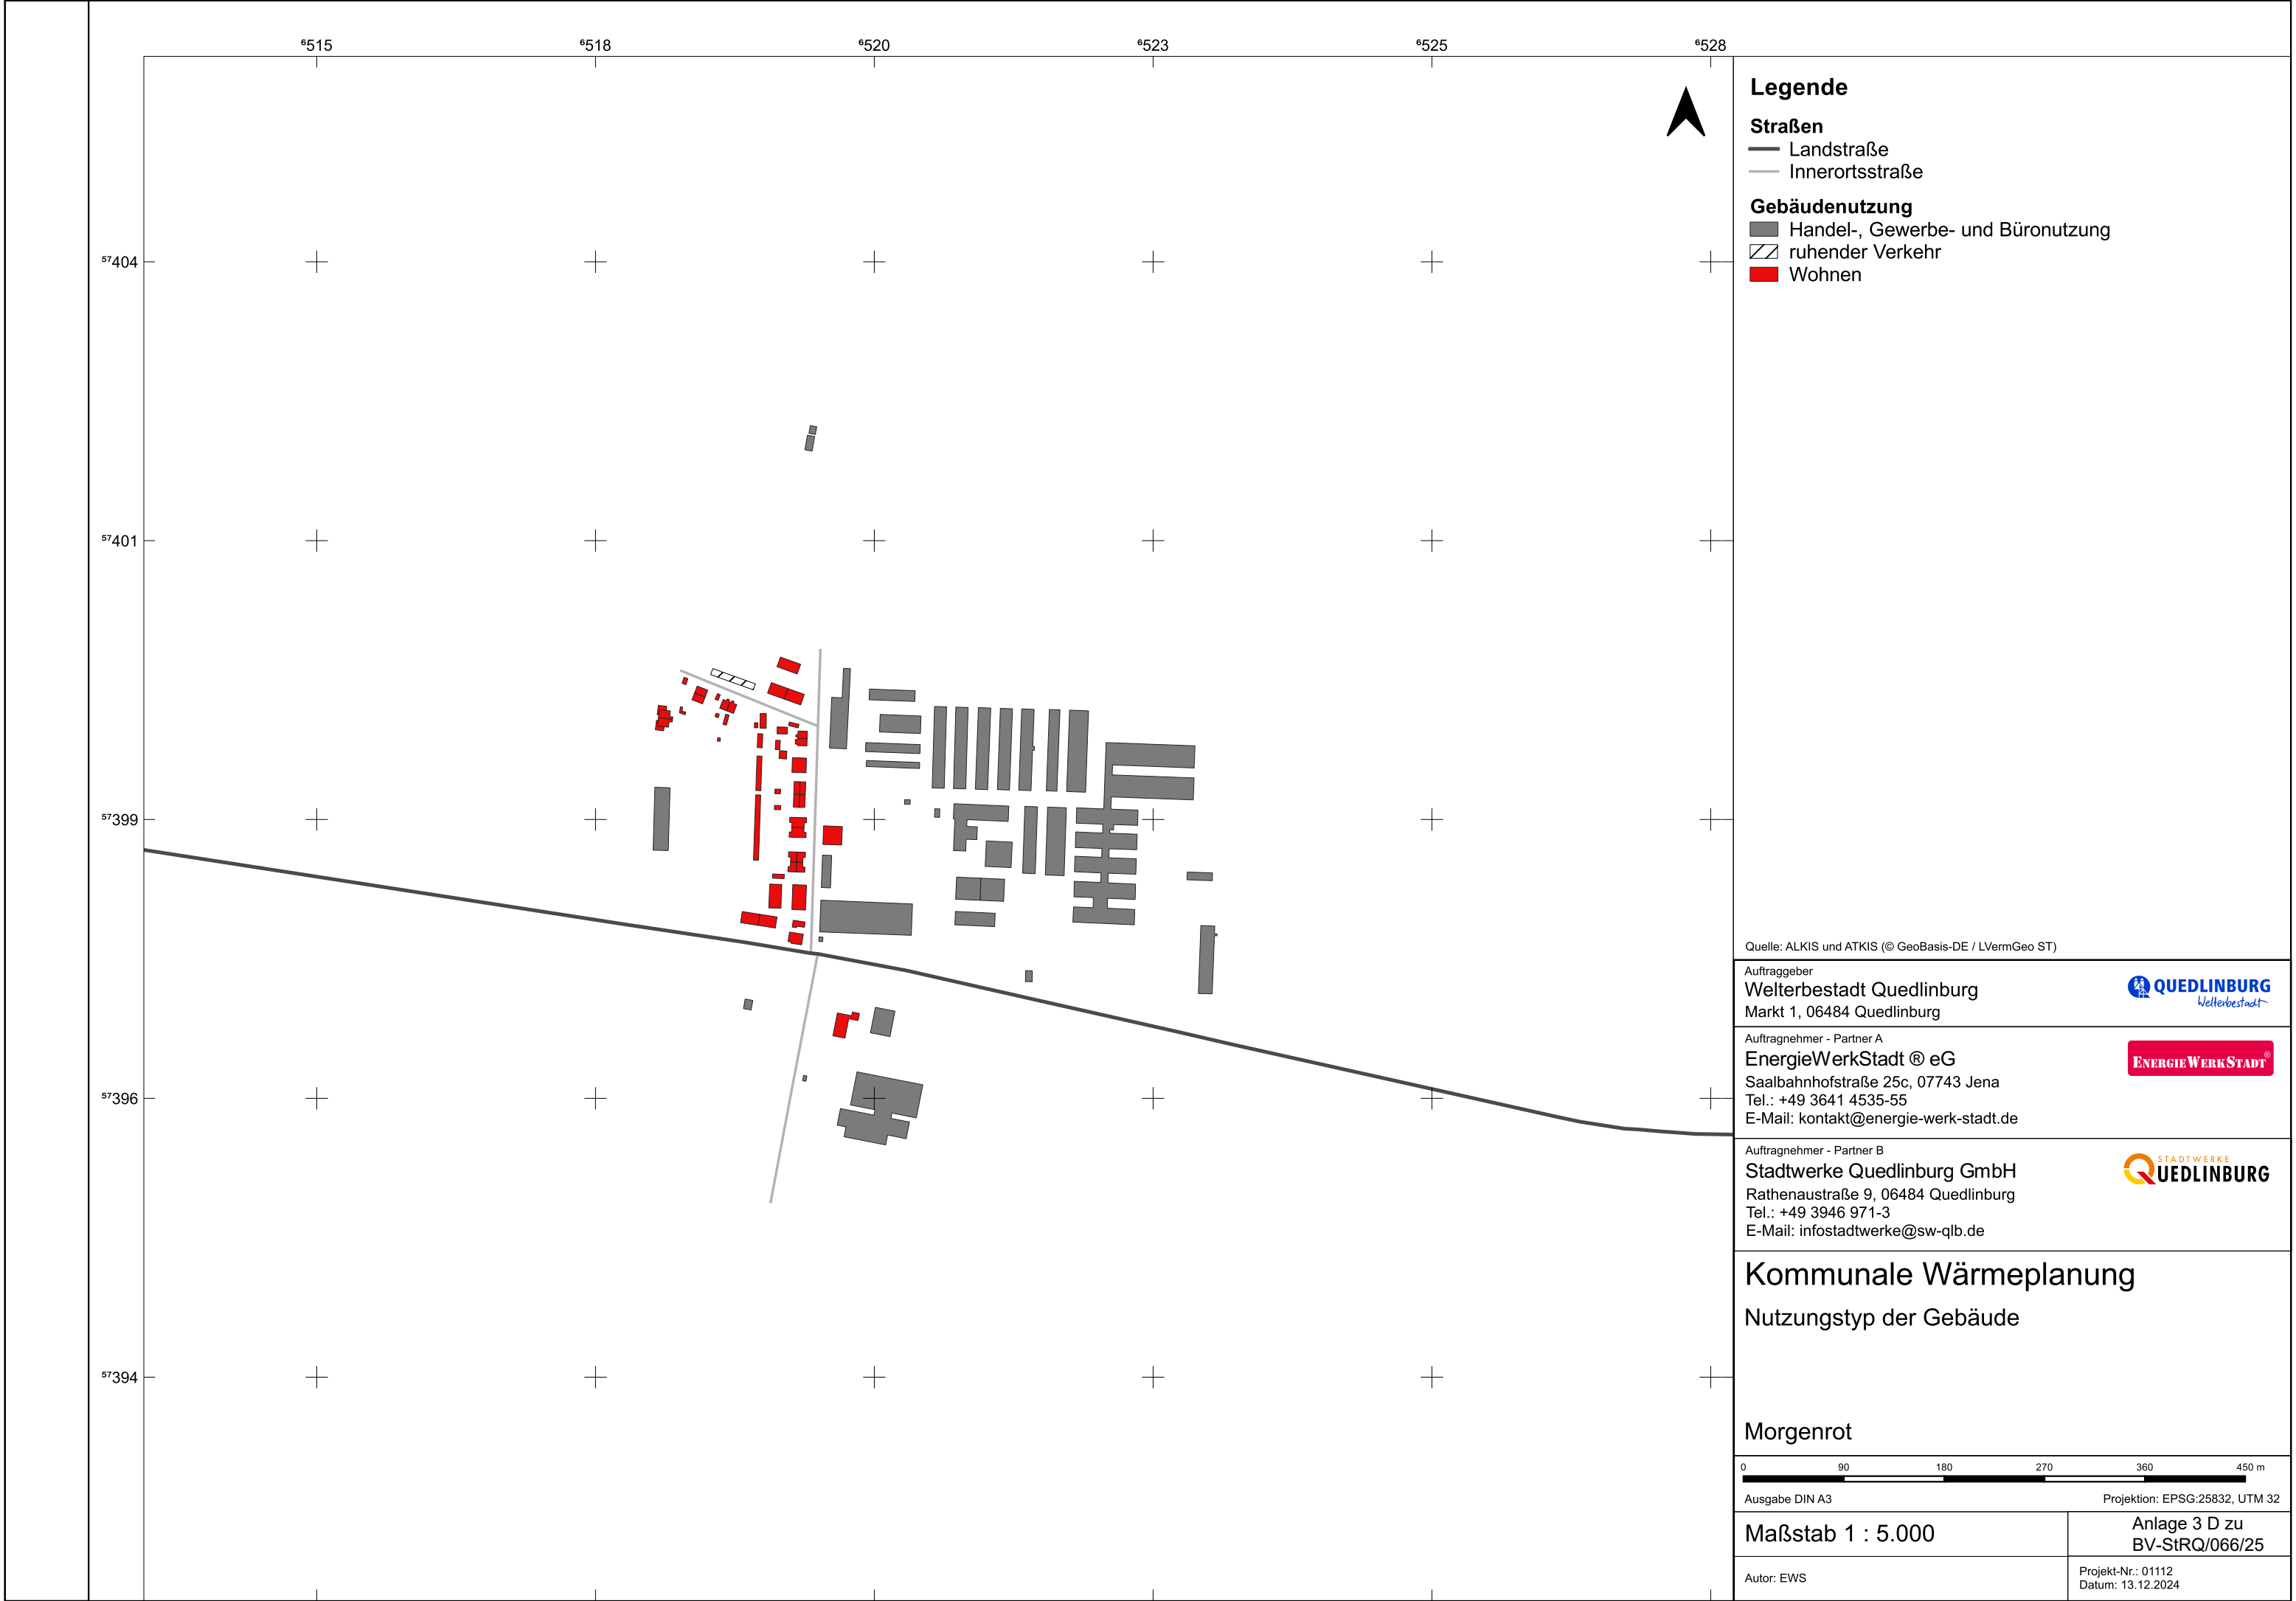 ⁶515 ⁶518 ⁶520 ⁶523 ⁶525 ⁶528
⁵⁷404
⁵⁷401
⁵⁷399
⁵⁷396
⁵⁷394
Legende
Straßen
Landstraße
Innerortsstraße
Gebäudenutzung
Handel-, Gewerbe- und Büronutzung
ruhender Verkehr
Wohnen
Quelle: ALKIS und ATKIS (© GeoBasis-DE / LVermGeo ST)
Auftraggeber
Welterbestadt Quedlinburg
Markt 1, 06484 Quedlinburg
QUEDLINBURG
Welterbestadt
Auftragnehmer - Partner A
EnergieWerkStadt ® eG
Saalbahnhofstraße 25c, 07743 Jena
Tel.: +49 3641 4535-55
E-Mail: kontakt@energie-werk-stadt.de
ENERGIEWERKSTADT®
Auftragnehmer - Partner B
Stadtwerke Quedlinburg GmbH
Rathenaustraße 9, 06484 Quedlinburg
Tel.: +49 3946 971-3
E-Mail: infostadtwerke@sw-qlb.de
STADTWERKE
QUEDLINBURG
Kommunale Wärmeplanung
Nutzungstyp der Gebäude
Morgenrot
0 90 180 270 360 450 m
Ausgabe DIN A3 Projektion: EPSG:25832, UTM 32
Maßstab 1 : 5.000
Anlage 3 D zu
BV-StRQ/066/25
Autor: EWS
Projekt-Nr.: 01112
Datum: 13.12.2024